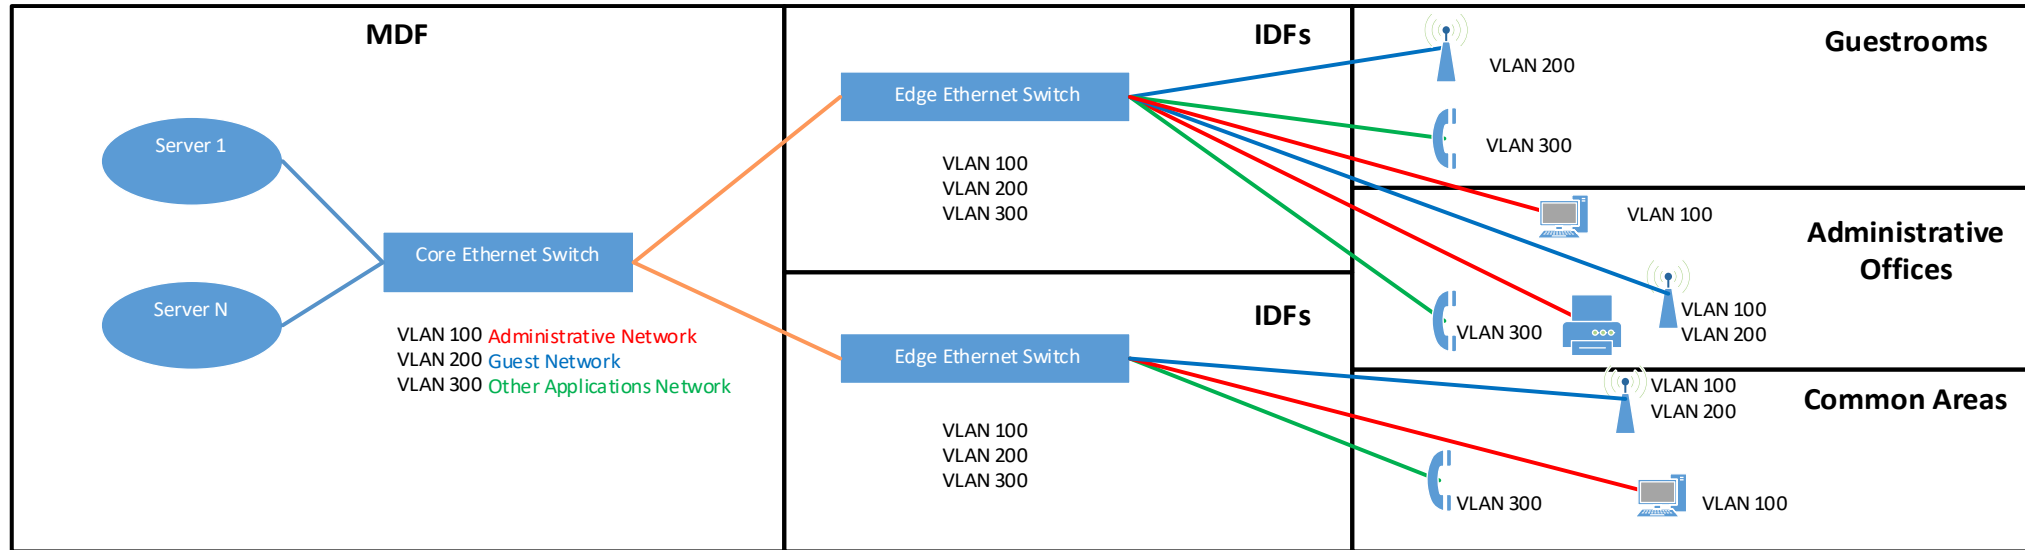 MDF
Server 1
Server N
Core Ethernet Switch
VLAN 100 Administrative Network
VLAN 200 Guest Network
VLAN 300 Other Applications Network
IDFs
Edge Ethernet Switch
VLAN 100
VLAN 200
VLAN 300
IDFs
Edge Ethernet Switch
VLAN 100
VLAN 200
VLAN 300
Guestrooms
VLAN 200
VLAN 300
Administrative
Offices
VLAN 100
VLAN 100
VLAN 200
VLAN 300
Common Areas
VLAN 100
VLAN 200
VLAN 300
VLAN 100